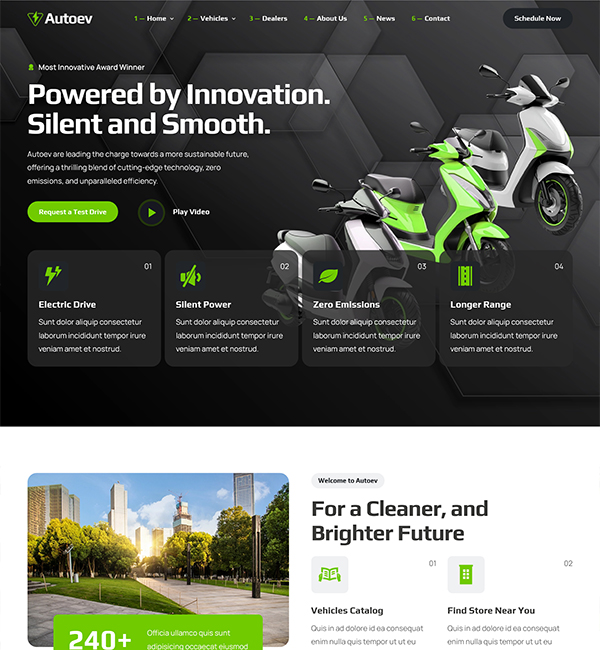 Autoev
1 — Home
2 — Vehicles
3 — Dealers
4 — About Us
5 — News
6 — Contact
Schedule Now
Most Innovative Award Winner
Powered by Innovation.
Silent and Smooth.
Autoev are leading the charge towards a more sustainable future,
offering a thrilling blend of cutting-edge technology, zero
emissions, and unparalleled efficiency.
Request a Test Drive
Play Video
01
Electric Drive
Sunt dolor aliquip consectetur
laborum incididunt tempor irure
veniam amet et nostrud.
02
Silent Power
Sunt dolor aliquip consectetur
laborum incididunt tempor irure
veniam amet et nostrud.
03
Zero Emissions
Sunt dolor aliquip consectetur
laborum incididunt tempor irure
veniam amet et nostrud.
04
Longer Range
Sunt dolor aliquip consectetur
laborum incididunt tempor irure
veniam amet et nostrud.
Welcome to Autoev
For a Cleaner, and
Brighter Future
01
Vehicles Catalog
Quis in ad dolore id ea consequat
enim nulla quis tempor ut ut eu
02
Find Store Near You
Quis in ad dolore id ea consequat
enim nulla quis tempor ut ut eu
240+
Officia ullamco quis sunt
adipisicing occaecat eiusmod